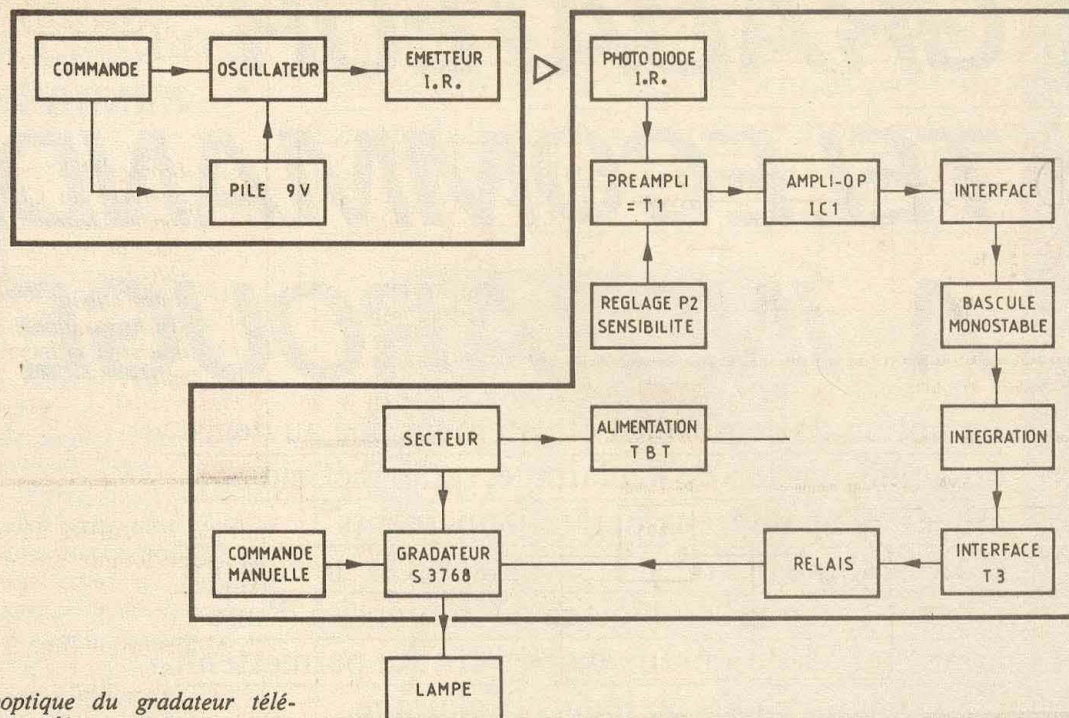 COMMANDE
OSCILLATEUR
EMETTEUR
I.R.
PILE 9V
PHOTO DIODE
I.R.
PREAMPLI
= T1
AMPLI-OP
IC1
INTERFACE
REGLAGE P2
SENSIBILITE
BASCULE
MONOSTABLE
SECTEUR
ALIMENTATION
T B T
INTEGRATION
COMMANDE
MANUELLE
GRADATEUR
S 3768
RELAIS
INTERFACE
T3
LAMPE
optique du gradateur télé-